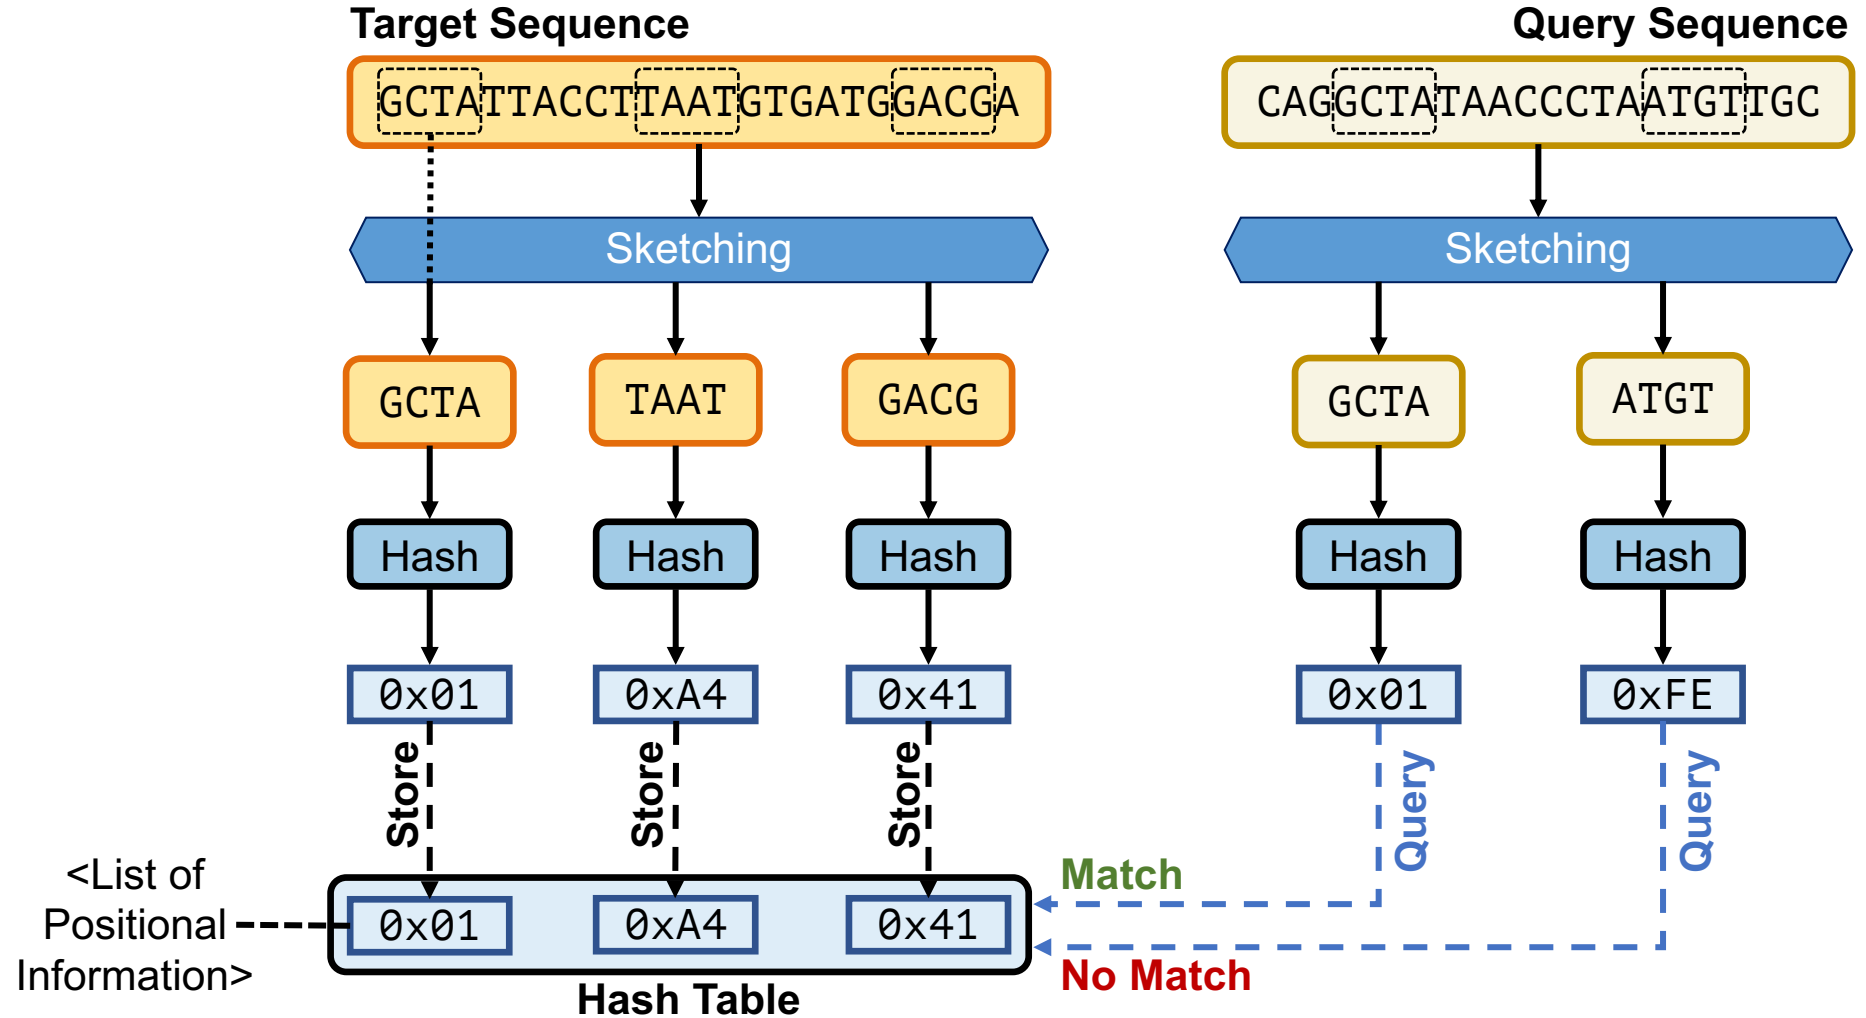 Target Sequence
Query Sequence
GCTATTACCTTAATGTGATGGACGA
CAGGCTATAACCCTAATGTTGC
Sketching
Sketching
GCTA
TAAT
GACG
GCTA
ATGT
Hash
Hash
Hash
Hash
Hash
0x01
0xA4
0x41
0x01
0xFE
Store
Store
Store
Query
Query
<List of
Positional
Information>
0x01
0xA4
0x41
Match
No Match
Hash Table